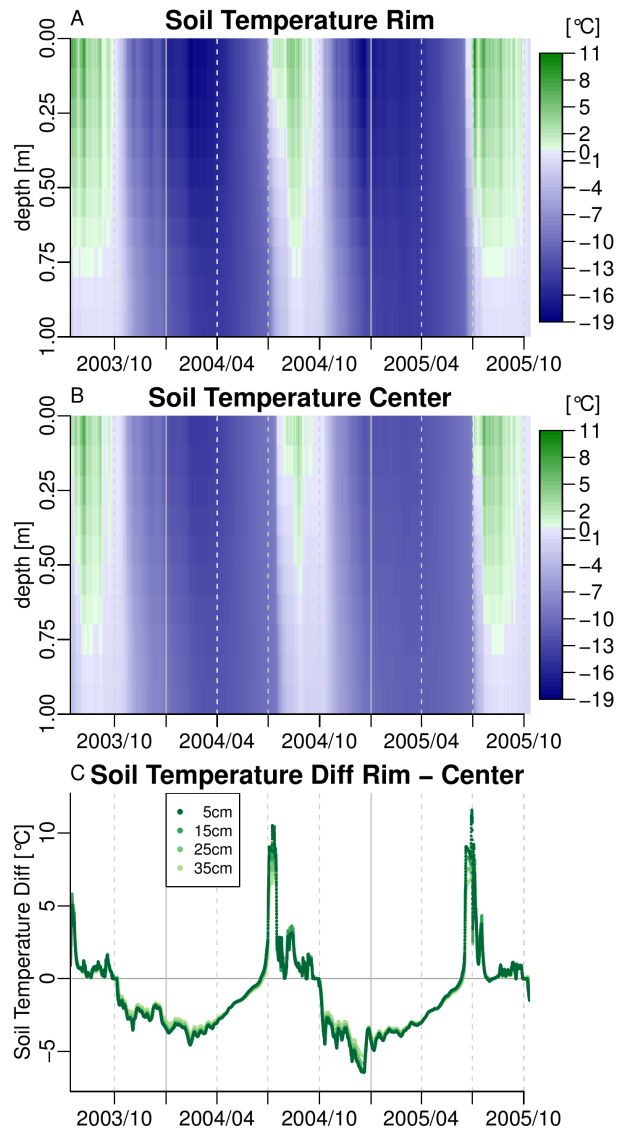 A Soil Temperature Rim [°C]
depth [m]
0.00
0.25
0.50
0.75
1.00
2003/10 2004/04 2004/10 2005/04 2005/10
11
8
5
2
0
−1
−4
−7
−10
−13
−16
−19
B Soil Temperature Center [°C]
depth [m]
0.00
0.25
0.50
0.75
1.00
2003/10 2004/04 2004/10 2005/04 2005/10
11
8
5
2
0
−1
−4
−7
−10
−13
−16
−19
C Soil Temperature Diff Rim − Center
Soil Temperature Diff [°C]
10
5
0
−5
5cm
15cm
25cm
35cm
2003/10 2004/04 2004/10 2005/04 2005/10